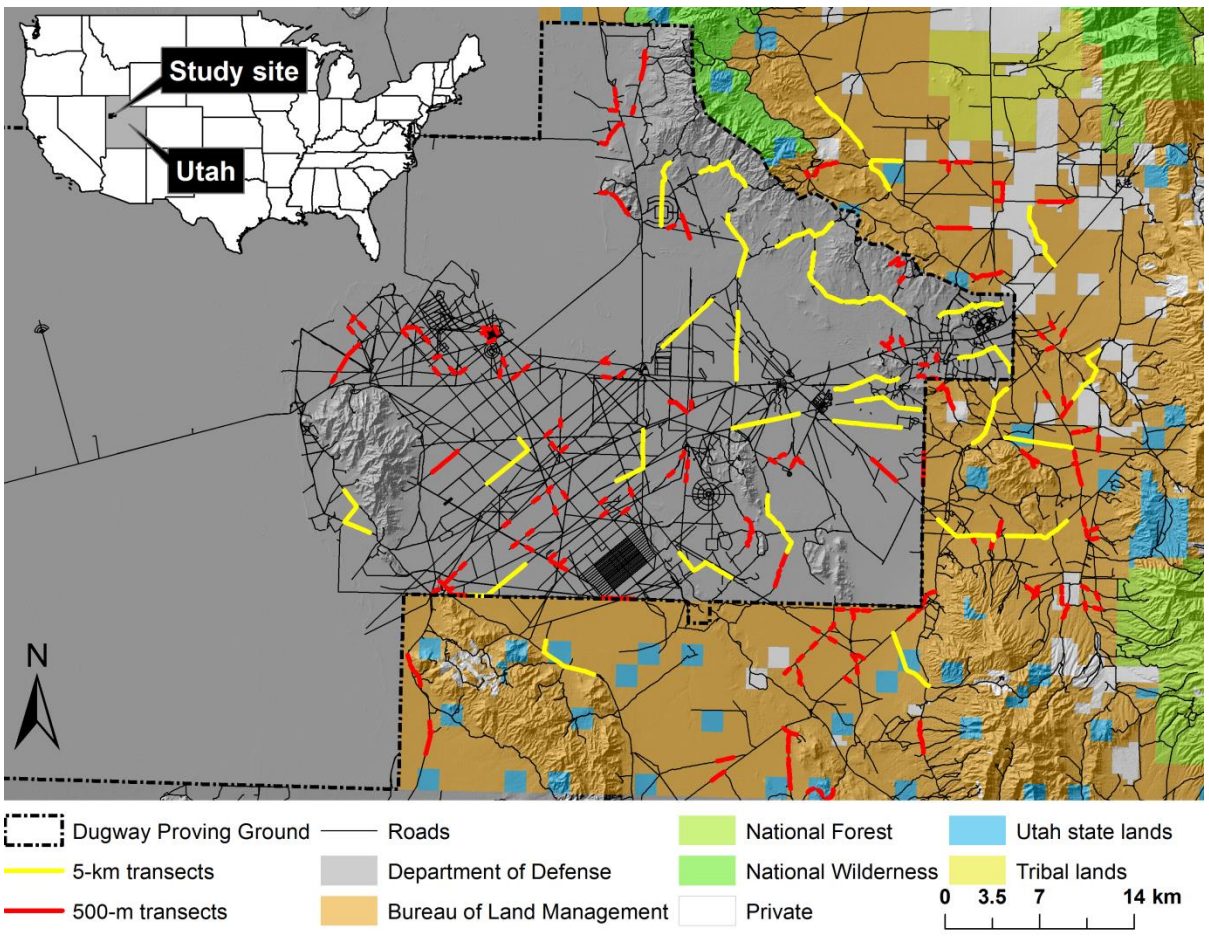 Study site
Utah
N
Dugway Proving Ground
Roads
National Forest
Utah state lands
5-km transects
Department of Defense
National Wilderness
Tribal lands
500-m transects
Bureau of Land Management
Private
0 3.5 7 14 km